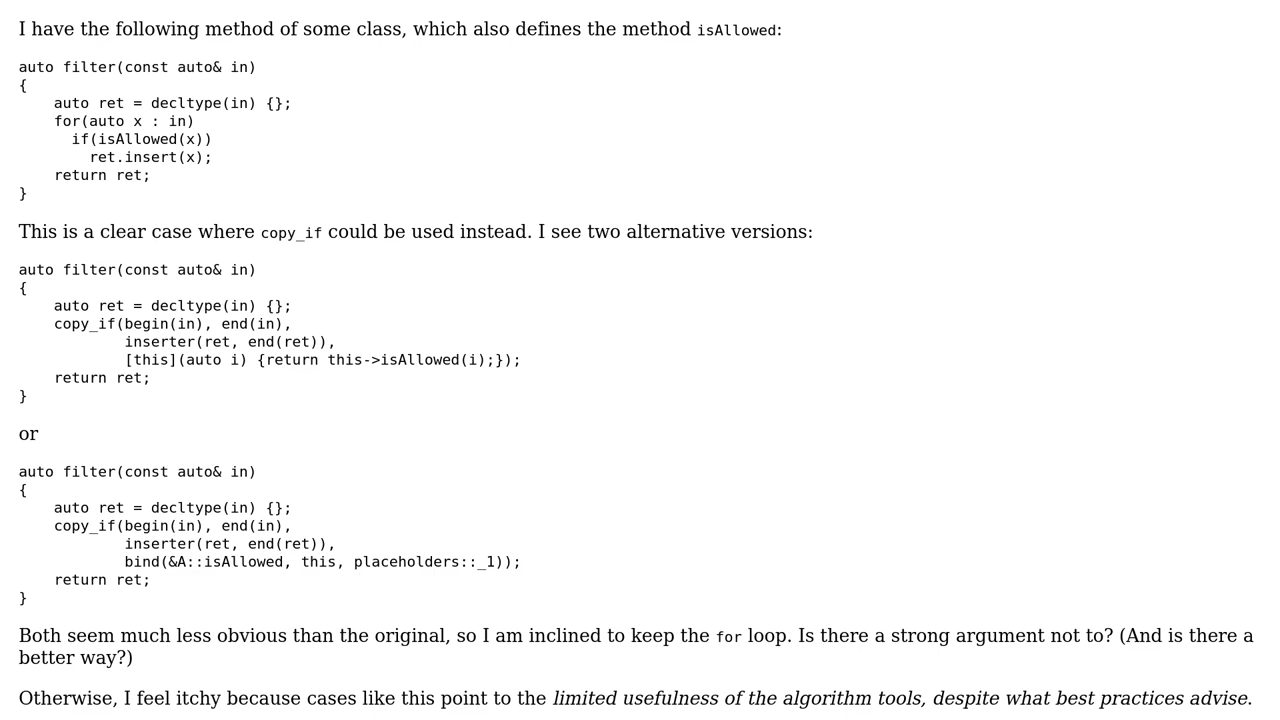 I have the following method of some class, which also defines the method isAllowed:
auto filter(const auto& in)
{
    auto ret = decltype(in) {};
    for(auto x : in)
      if(isAllowed(x))
        ret.insert(x);
    return ret;
}
This is a clear case where copy_if could be used instead. I see two alternative versions:
auto filter(const auto& in)
{
    auto ret = decltype(in) {};
    copy_if(begin(in), end(in),
            inserter(ret, end(ret)),
            [this](auto i) {return this->isAllowed(i);});
    return ret;
}
or
auto filter(const auto& in)
{
    auto ret = decltype(in) {};
    copy_if(begin(in), end(in),
            inserter(ret, end(ret)),
            bind(&A::isAllowed, this, placeholders::_1));
    return ret;
}
Both seem much less obvious than the original, so I am inclined to keep the for loop. Is there a strong argument not to? (And is there a
better way?)
Otherwise, I feel itchy because cases like this point to the limited usefulness of the algorithm tools, despite what best practices advise.